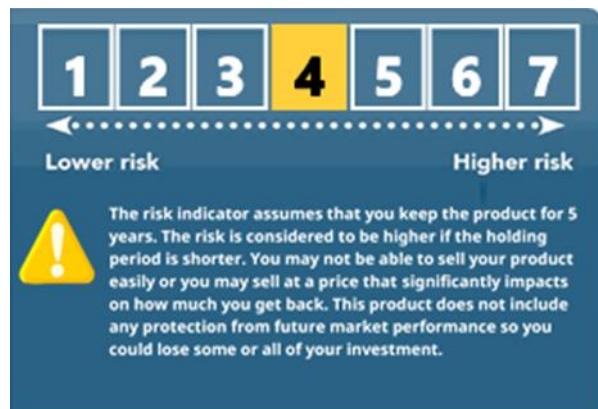 1 2 3 4 5 6 7
Lower risk Higher risk
The risk indicator assumes that you keep the product for 5
years. The risk is considered to be higher if the holding
period is shorter. You may not be able to sell your product
easily or you may sell at a price that significantly impacts
on how much you get back. This product does not include
any protection from future market performance so you
could lose some or all of your investment.